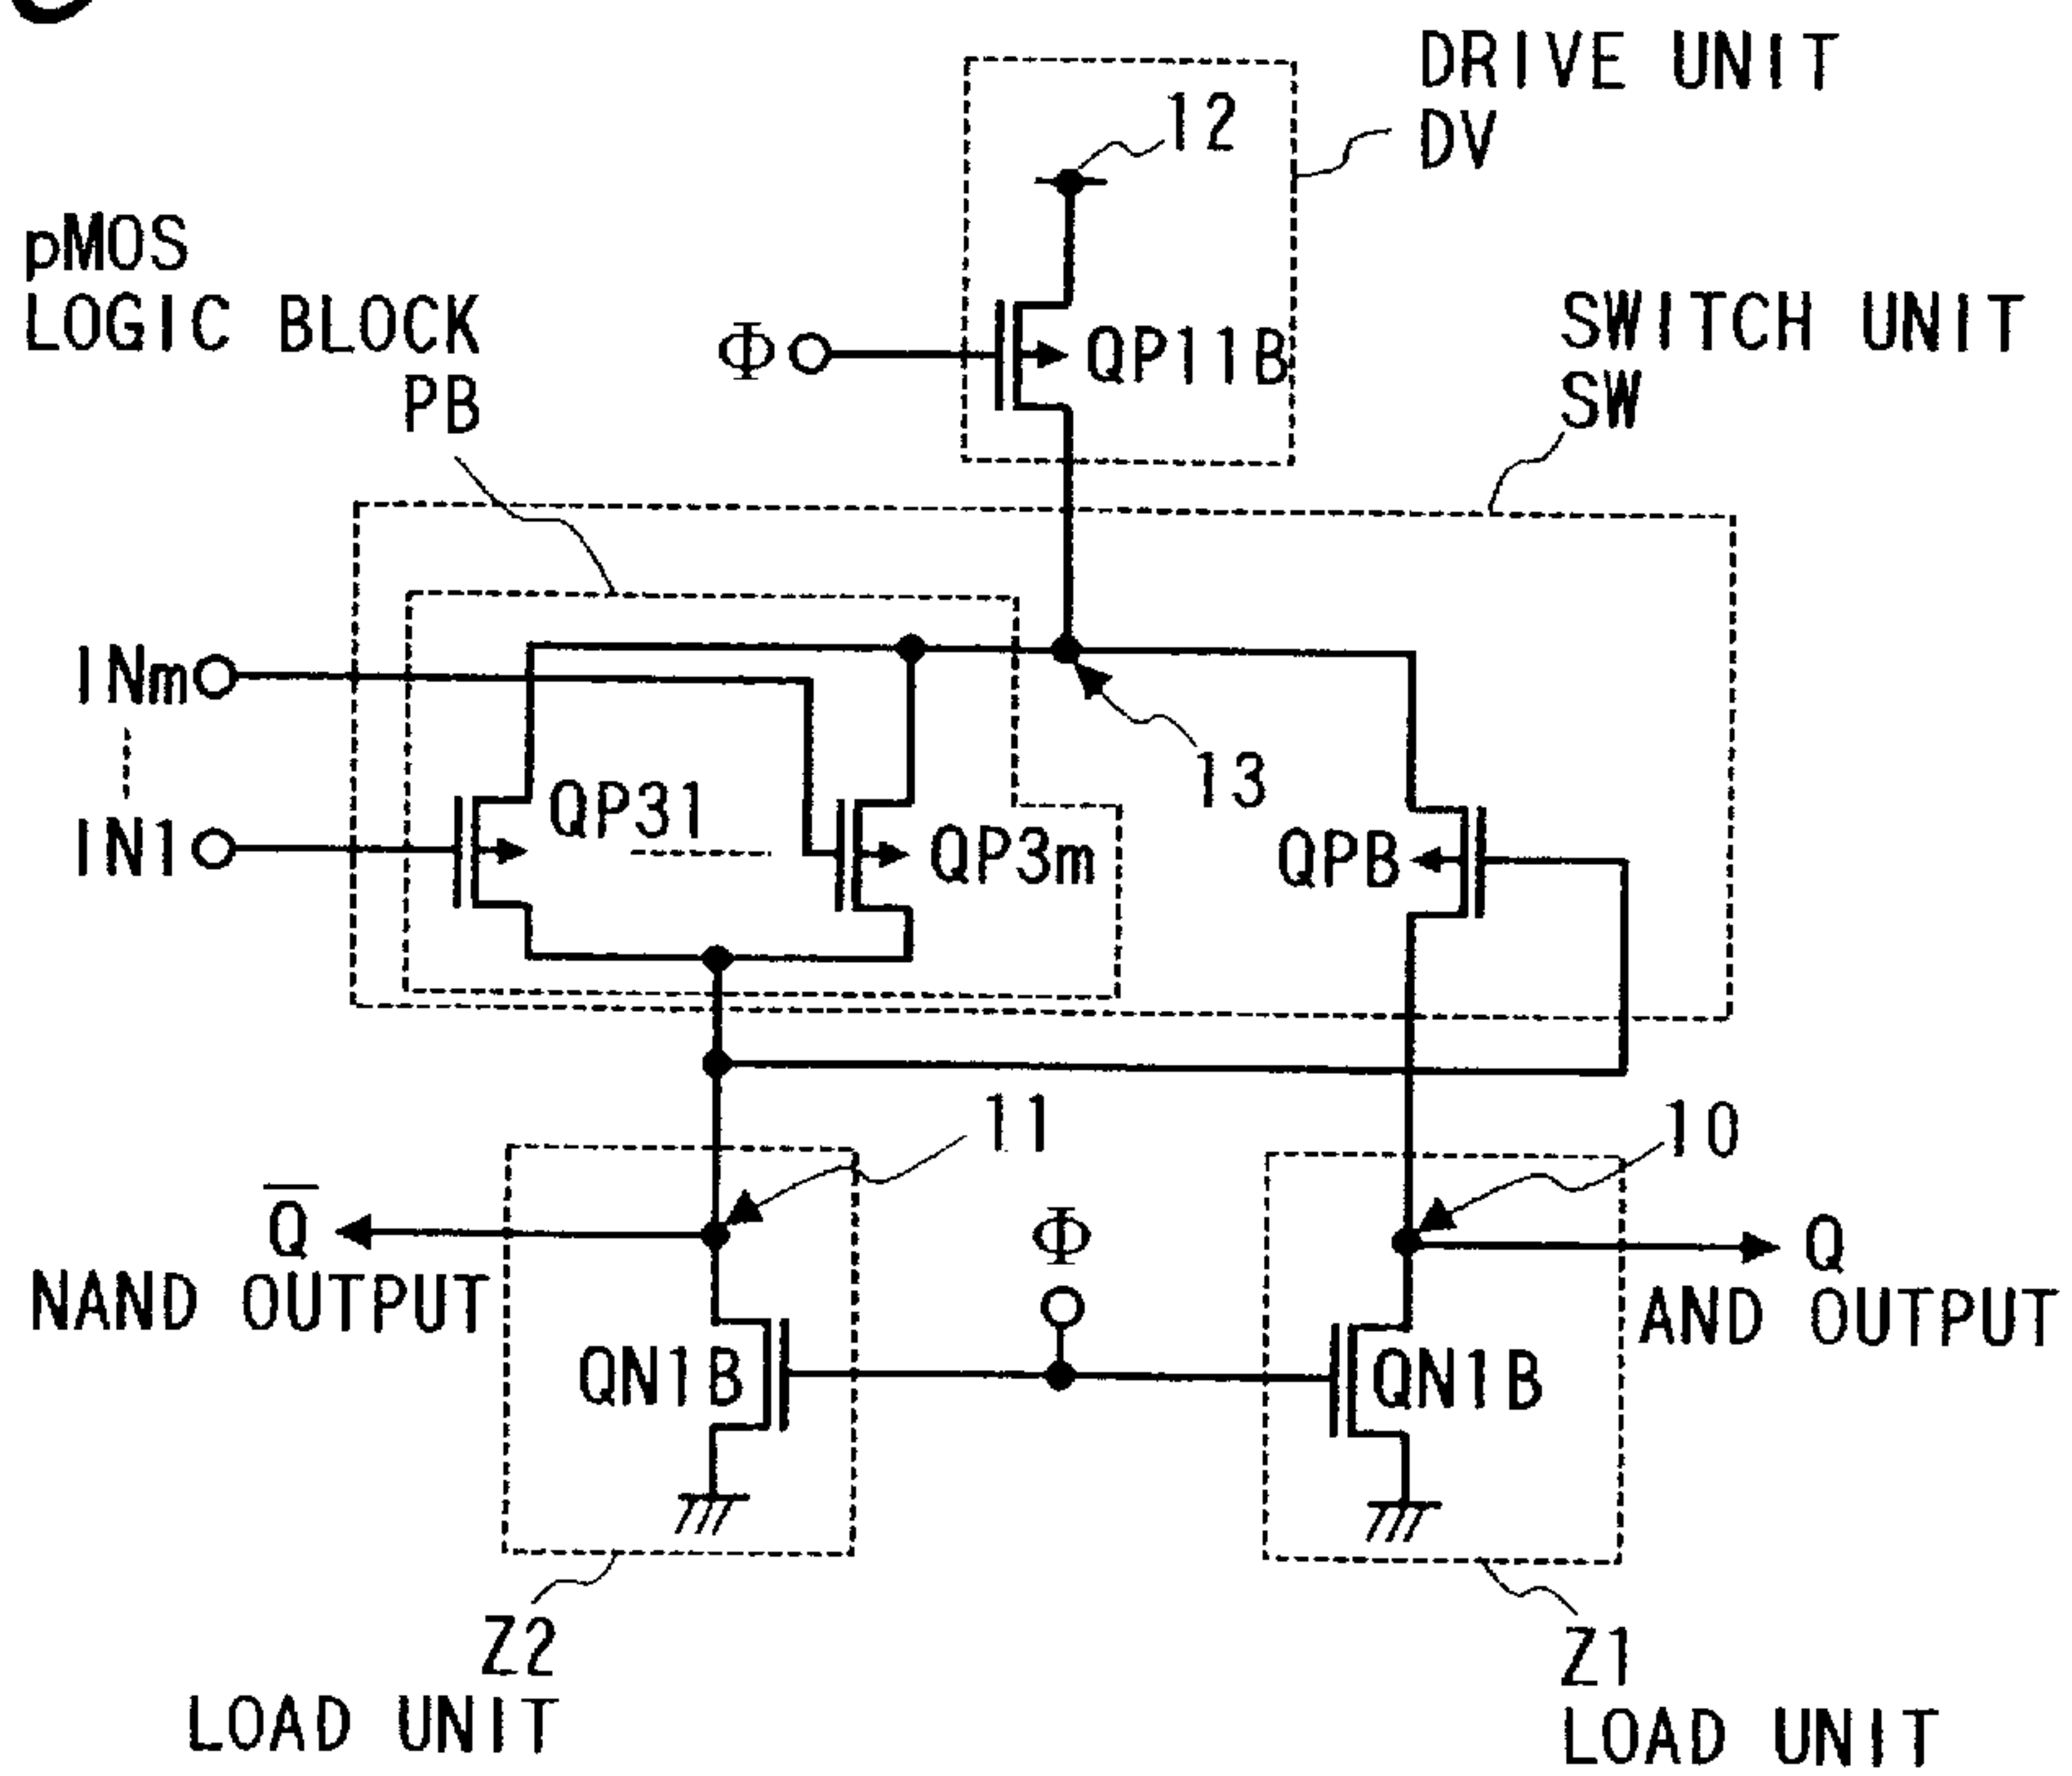 DRIVE UNIT
DV
12
pMOS
LOGIC BLOCK
PB
Φ
QP11B
SWITCH UNIT
SW
INm
IN1
QP31
QP3m
13
QPB
11
10
Q̅
NAND OUTPUT
Φ
Q
AND OUTPUT
QN1B
QN1B
Z2
LOAD UNIT
Z1
LOAD UNIT